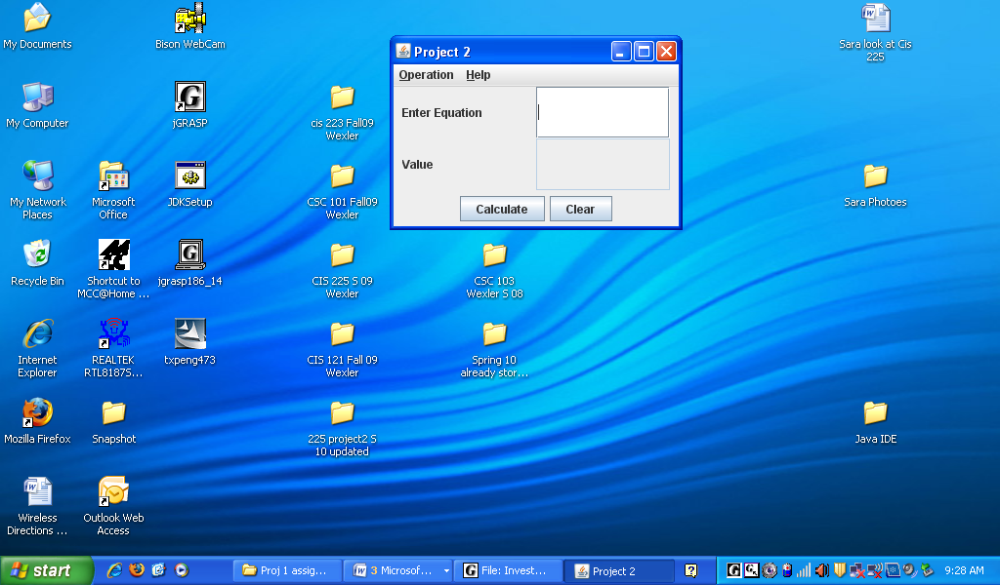 My Documents
Bison WebCam
Sara look at Cis
225
Project 2
Operation Help
Enter Equation
Value
Calculate Clear
My Computer
jGRASP
cis 223 Fall09
Wexler
My Network
Places
Microsoft
Office
JDKSetup
CSC 101 Fall09
Wexler
Sara Photoes
Recycle Bin
Shortcut to
MCC@Home ...
jgrasp186_14
CIS 225 S 09
Wexler
CSC 103
Wexler S 08
Internet
Explorer
REALTEK
RTL8187S...
txpeng473
CIS 121 Fall 09
Wexler
Spring 10
already stor...
Mozilla Firefox
Snapshot
225 project2 S
10 updated
Java IDE
Wireless
Directions ...
Outlook Web
Access
start
Proj 1 assig...
3 Microsof...
File: Invest...
Project 2
9:28 AM